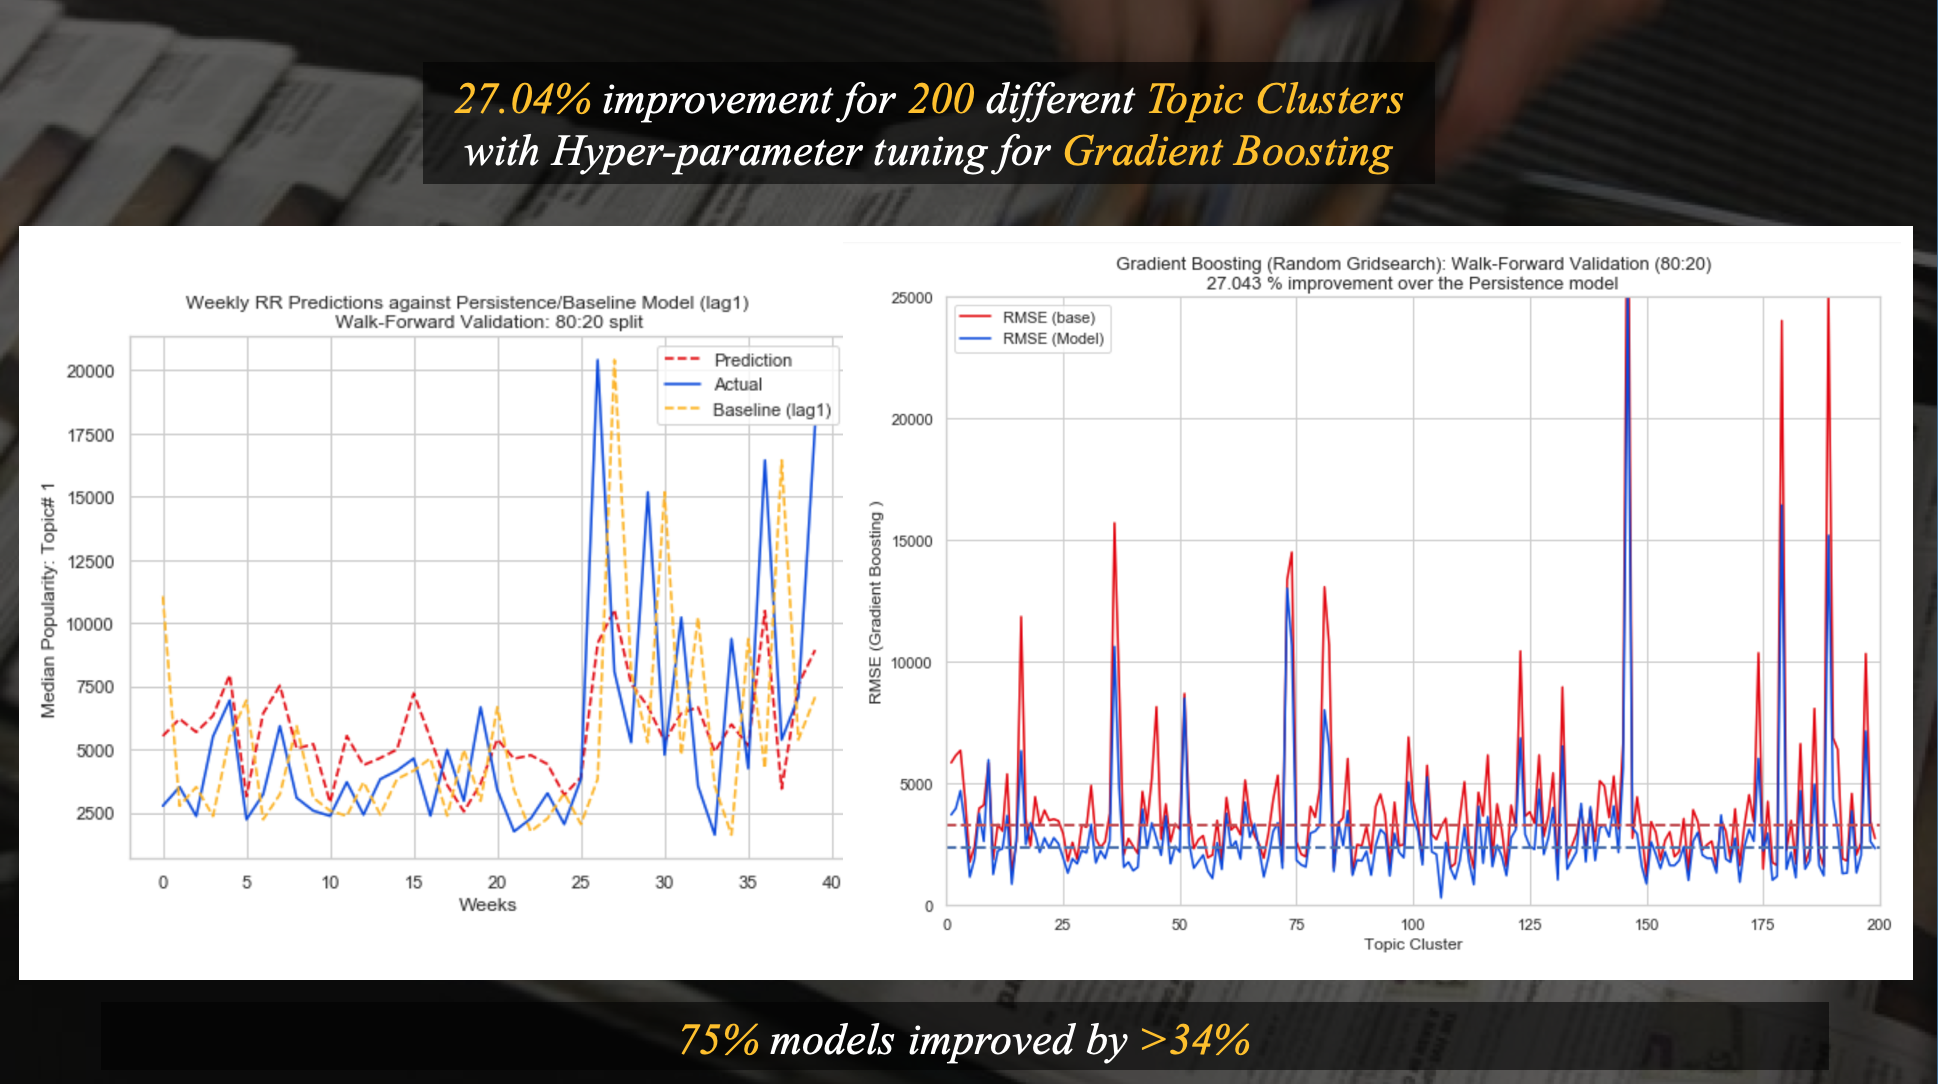 27.04% improvement for 200 different Topic Clusters
with Hyper-parameter tuning for Gradient Boosting
Weekly RR Predictions against Persistence/Baseline Model (lag1)
Walk-Forward Validation: 80:20 split
Prediction
Actual
Baseline (lag1)
Median Popularity: Topic# 1
20000
17500
15000
12500
10000
7500
5000
2500
0 5 10 15 20 25 30 35 40
Weeks
Gradient Boosting (Random Gridsearch): Walk-Forward Validation (80:20)
27.043 % improvement over the Persistence model
RMSE (base)
RMSE (Model)
RMSE (Gradient Boosting )
25000
20000
15000
10000
5000
0
0 25 50 75 100 125 150 175 200
Topic Cluster
75% models improved by >34%